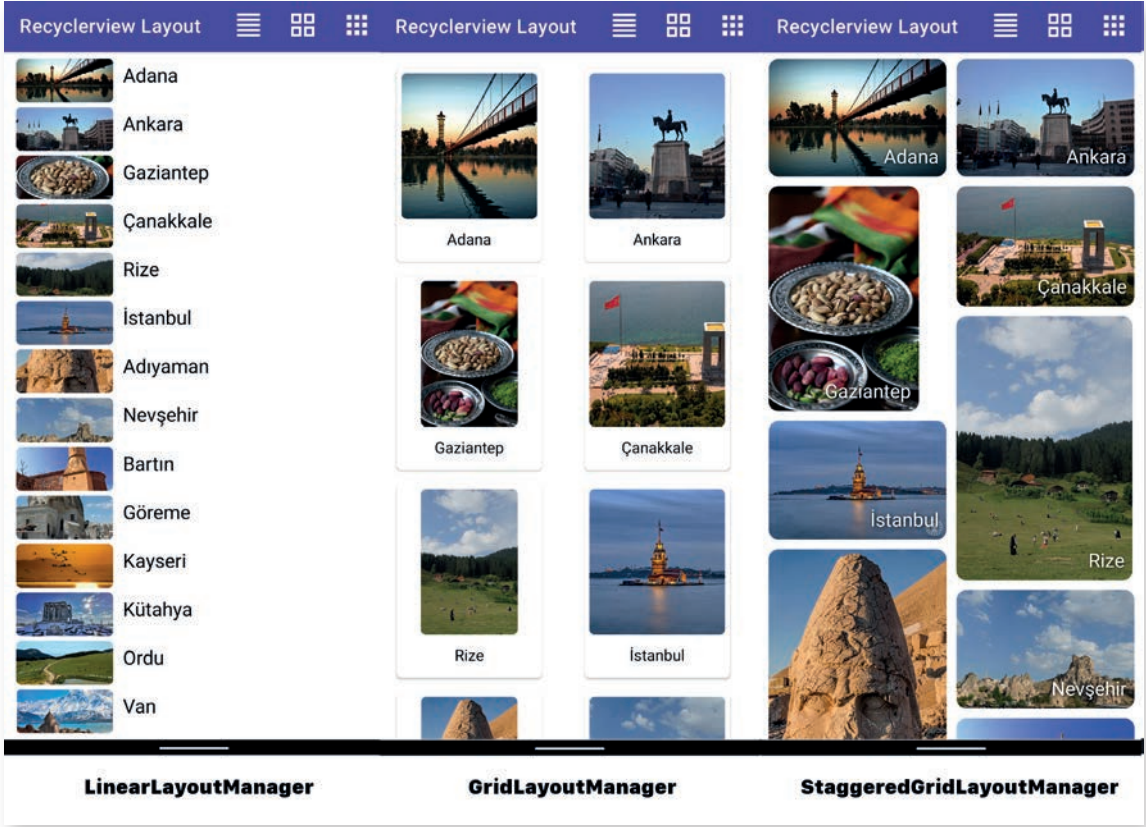 Recyclerview Layout
Adana
Ankara
Gaziantep
Çanakkale
Rize
İstanbul
Adıyaman
Nevşehir
Bartın
Göreme
Kayseri
Kütahya
Ordu
Van
LinearLayoutManager
Recyclerview Layout
Adana
Ankara
Gaziantep
Çanakkale
Rize
İstanbul
GridLayoutManager
Recyclerview Layout
Adana
Ankara
Gaziantep
Çanakkale
İstanbul
Rize
Nevşehir
StaggeredGridLayoutManager